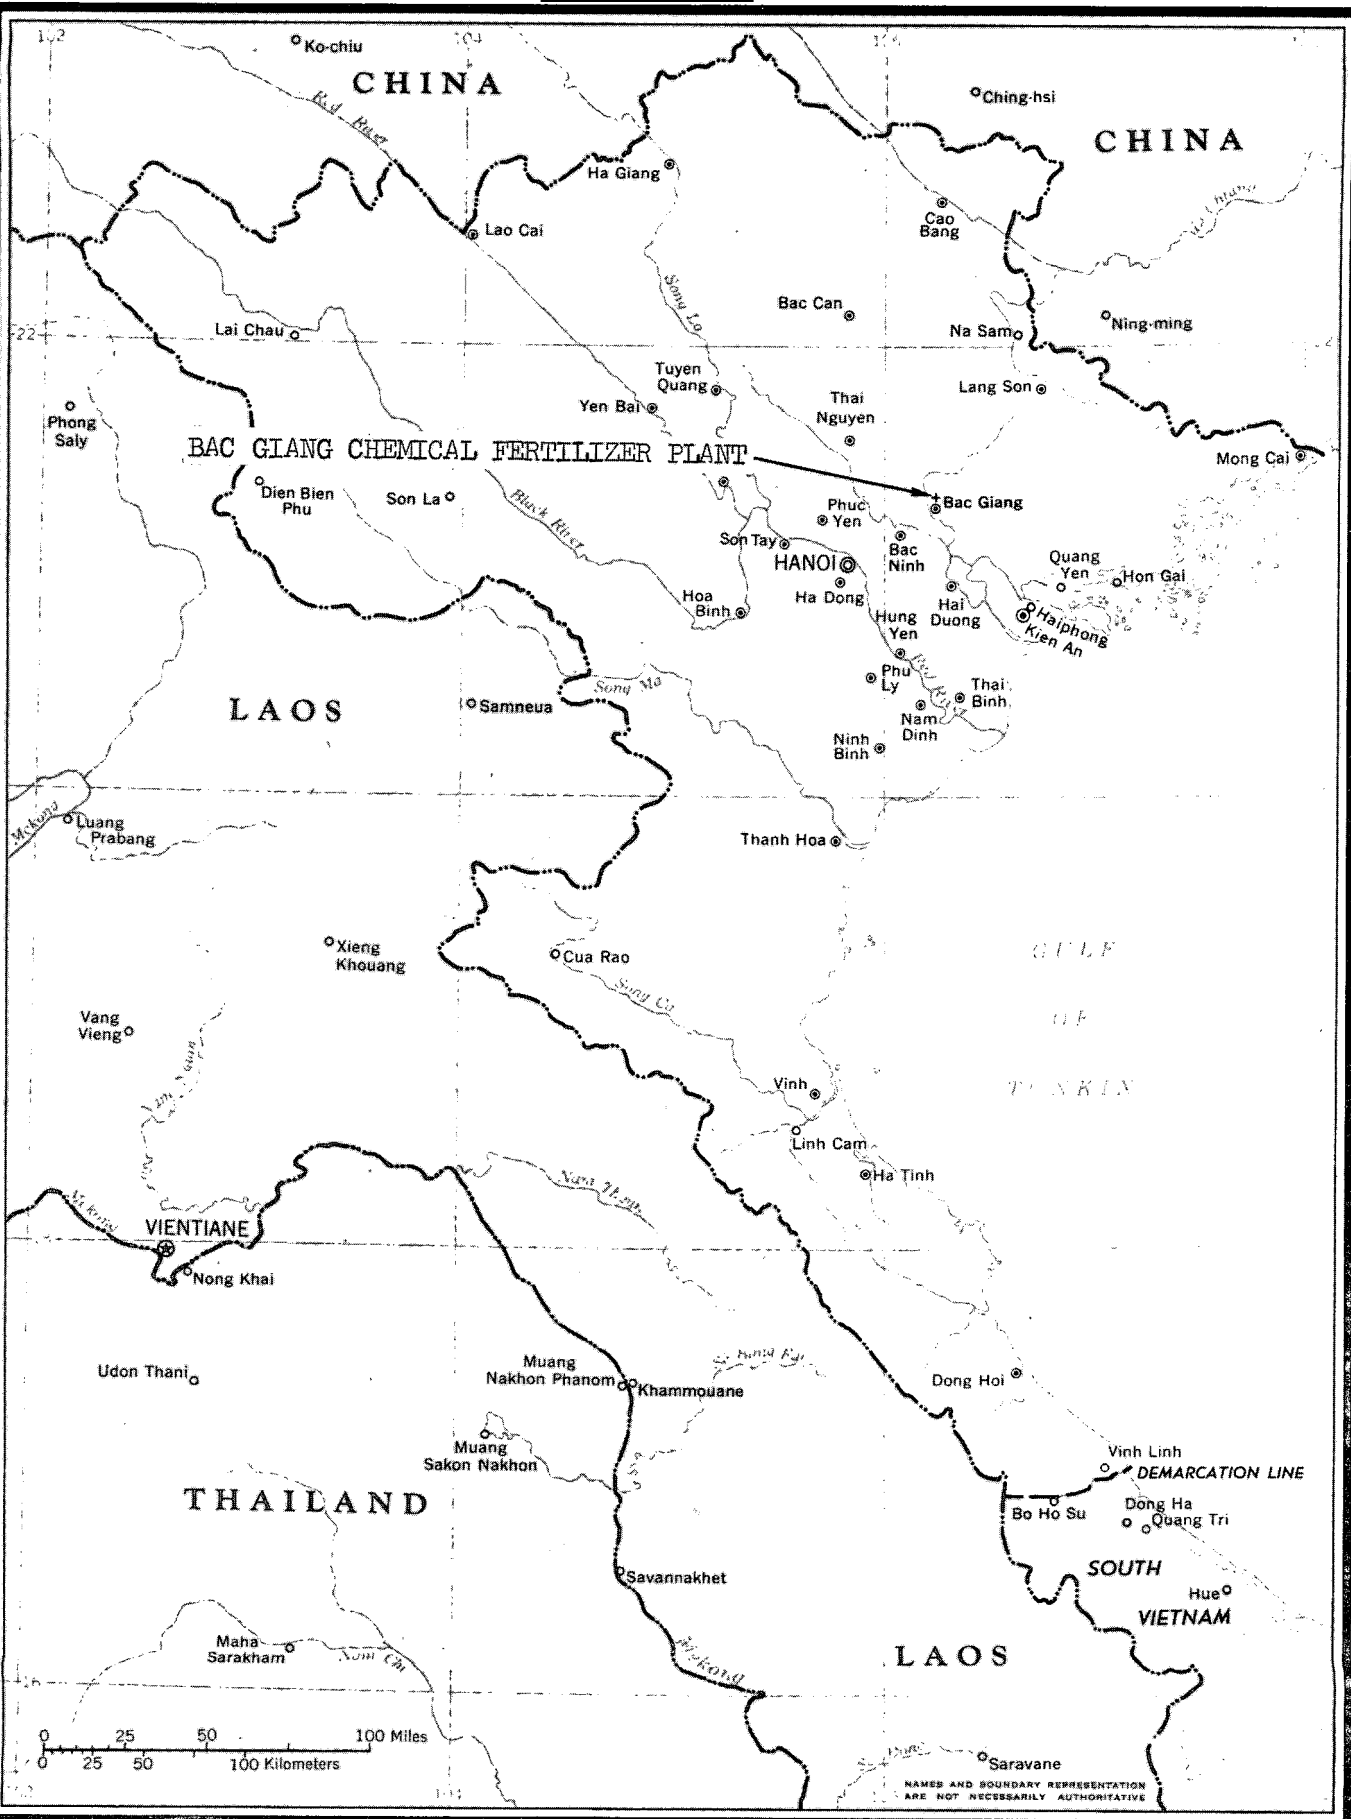 102
104
Ko-chiu
CHINA
Red River
Ching-hsi
CHINA
Ha Giang
Cao
Bang
Lao Cai
Song Lo
Bac Can
Ning-ming
Lai Chau
22
Na Sam
Tuyen
Quang
Lang Son
Yen Bai
Thai
Nguyen
Phong
Saly
BAC GIANG CHEMICAL FERTILIZER PLANT
Mong Cai
Dien Bien
Phu
Son La
Black River
Bac Giang
Phuc
Yen
Son Tay
HANOI
Bac
Ninh
Quang
Yen
Hon Gai
Ha Dong
Hoa
Binh
Hai
Duong
Haiphong
Kien An
Hung
Yen
Red River
Phu
Ly
Song Ma
Thai
Binh
LAOS
Samneua
Nam
Dinh
Ninh
Binh
Mekong
Luang
Prabang
Thanh Hoa
Xieng
Khouang
Cua Rao
GULF
OF
TONKIN
Song Ca
Vang
Vieng
Vinh
Linh Cam
Ha Tinh
Mekong
VIENTIANE
Nong Khai
Udon Thani
Muang
Nakhon Phanom
Khammouane
Dong Hoi
Muang
Sakon Nakhon
Vinh Linh
DEMARCATION LINE
THAILAND
Bo Ho Su
Dong Ha
Quang Tri
SOUTH
VIETNAM
Hue
Savannakhet
Maha
Sarakham
Nam Chi
Mekong
LAOS
16
0 25 50 100 Miles
0 25 50 100 Kilometers
Saravane
NAMES AND BOUNDARY REPRESENTATION
ARE NOT NECESSARILY AUTHORITATIVE